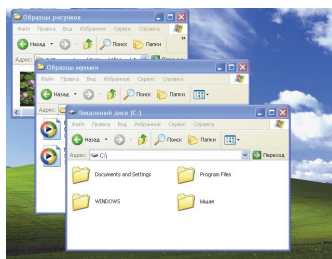 Образцы рисунков
Файл Правка Вид Избранное Сервис Справка
Назад Поиск Папки
Адрес:
Образцы музыки
Файл Правка Вид Избранное Сервис Справка
Назад Поиск Папки
Адрес:
Локальный диск (C:)
Файл Правка Вид Избранное Сервис Справка
Назад Поиск Папки
Адрес: C:\ Переход
Documents and Settings Program Files
WINDOWS